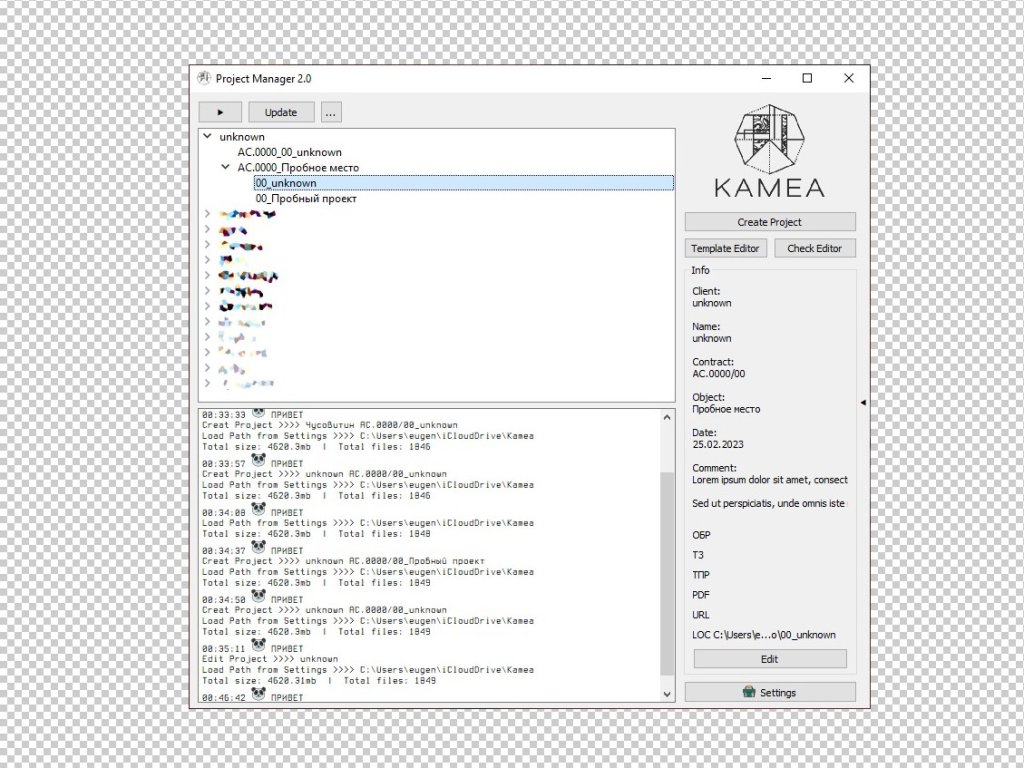 Project Manager 2.0
Update
...
unknown
AC.0000_00_unknown
AC.0000_Пробное место
00_unknown
00_Пробный проект
00:33:33 ПРИВЕТ
Creat Project >>>> Чусовитин AC.0000/00_unknown
Load Path from Settings >>>> C:\Users\eugen\iCloudDrive\Kamea
Total size: 4620.3mb | Total files: 1846
00:33:57 ПРИВЕТ
Creat Project >>>> unknown AC.0000/00_unknown
Load Path from Settings >>>> C:\Users\eugen\iCloudDrive\Kamea
Total size: 4620.3mb | Total files: 1846
00:34:08 ПРИВЕТ
Load Path from Settings >>>> C:\Users\eugen\iCloudDrive\Kamea
Total size: 4620.3mb | Total files: 1848
00:34:37 ПРИВЕТ
Creat Project >>>> unknown AC.0000/00_Пробный проект
Load Path from Settings >>>> C:\Users\eugen\iCloudDrive\Kamea
Total size: 4620.3mb | Total files: 1849
00:34:50 ПРИВЕТ
Creat Project >>>> unknown AC.0000/00_unknown
Load Path from Settings >>>> C:\Users\eugen\iCloudDrive\Kamea
Total size: 4620.3mb | Total files: 1849
00:35:11 ПРИВЕТ
Edit Project >>>> unknown
Load Path from Settings >>>> C:\Users\eugen\iCloudDrive\Kamea
Total size: 4620.31mb | Total files: 1849
00:46:42 ПРИВЕТ
KAMEA
Create Project
Template Editor
Check Editor
Info
Client:
unknown
Name:
unknown
Contract:
AC.0000/00
Object:
Пробное место
Date:
25.02.2023
Comment:
Lorem ipsum dolor sit amet, consect
Sed ut perspiciatis, unde omnis iste
ОБР
ТЗ
ТПР
PDF
URL
LOC C:\Users\e...o\00_unknown
Edit
Settings